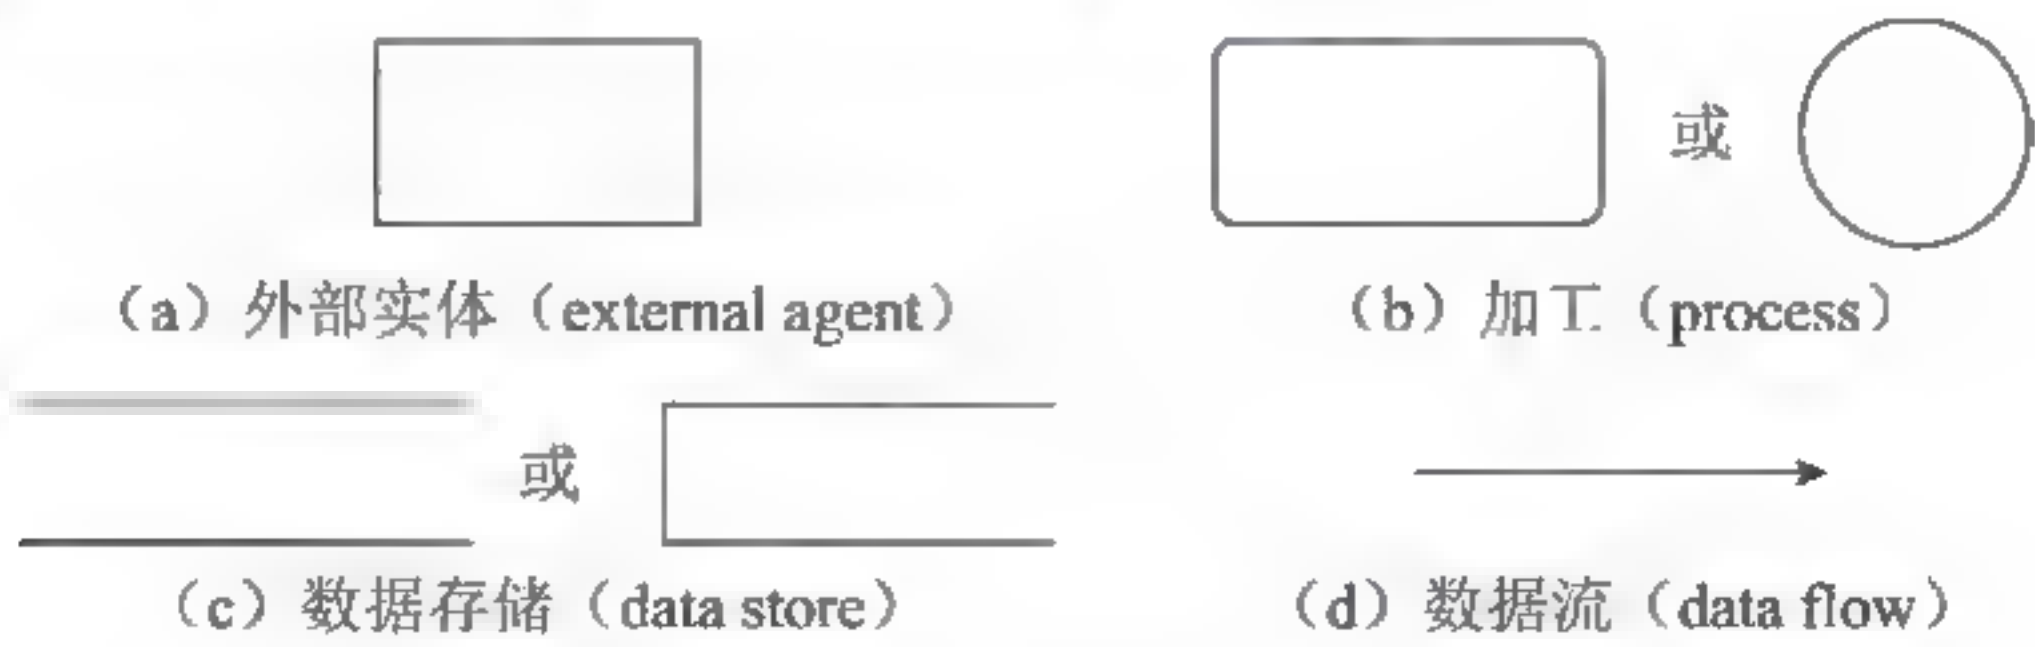 或
（a）外部实体（external agent）
（b）加工（process）
或
（c）数据存储（data store）
（d）数据流（data flow）